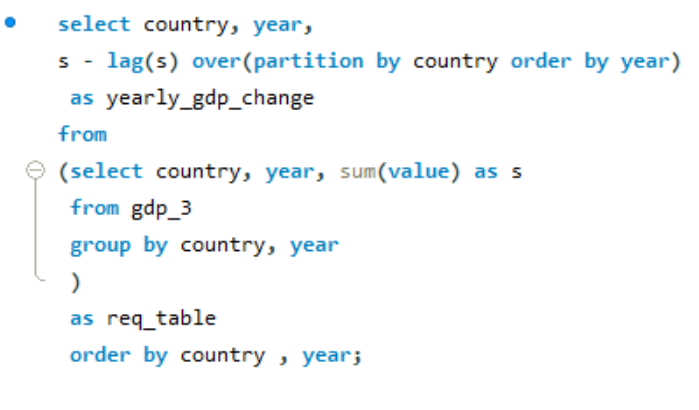 select country, year,
s - lag(s) over(partition by country order by year)
as yearly_gdp_change
from
(select country, year, sum(value) as s
from gdp_3
group by country, year
)
as req_table
order by country , year;